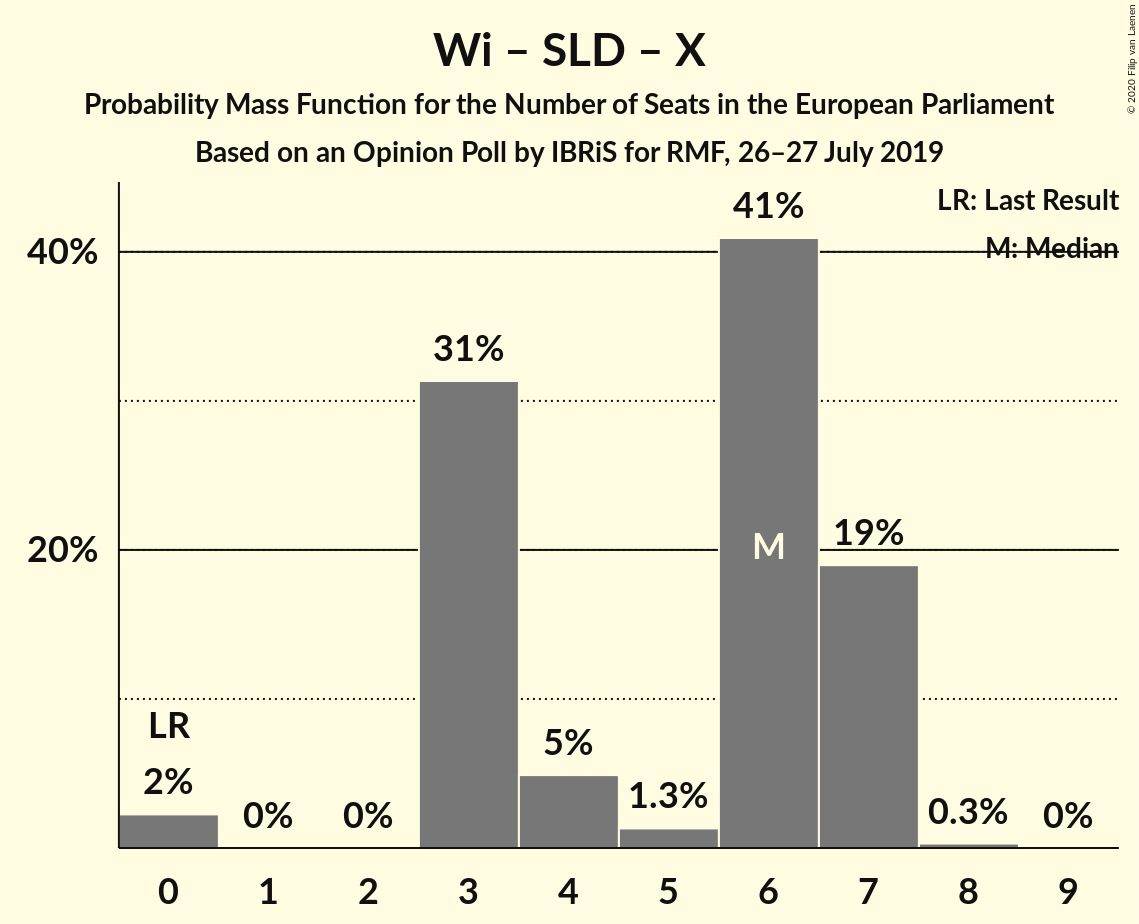 Wi – SLD – X
Probability Mass Function for the Number of Seats in the European Parliament
Based on an Opinion Poll by IBRiS for RMF, 26–27 July 2019
© 2020 Filip van Laenen
LR: Last Result
M: Median
40%
20%
LR
2%
0%
0%
31%
5%
1.3%
41%
M
19%
0.3%
0%
0 1 2 3 4 5 6 7 8 9